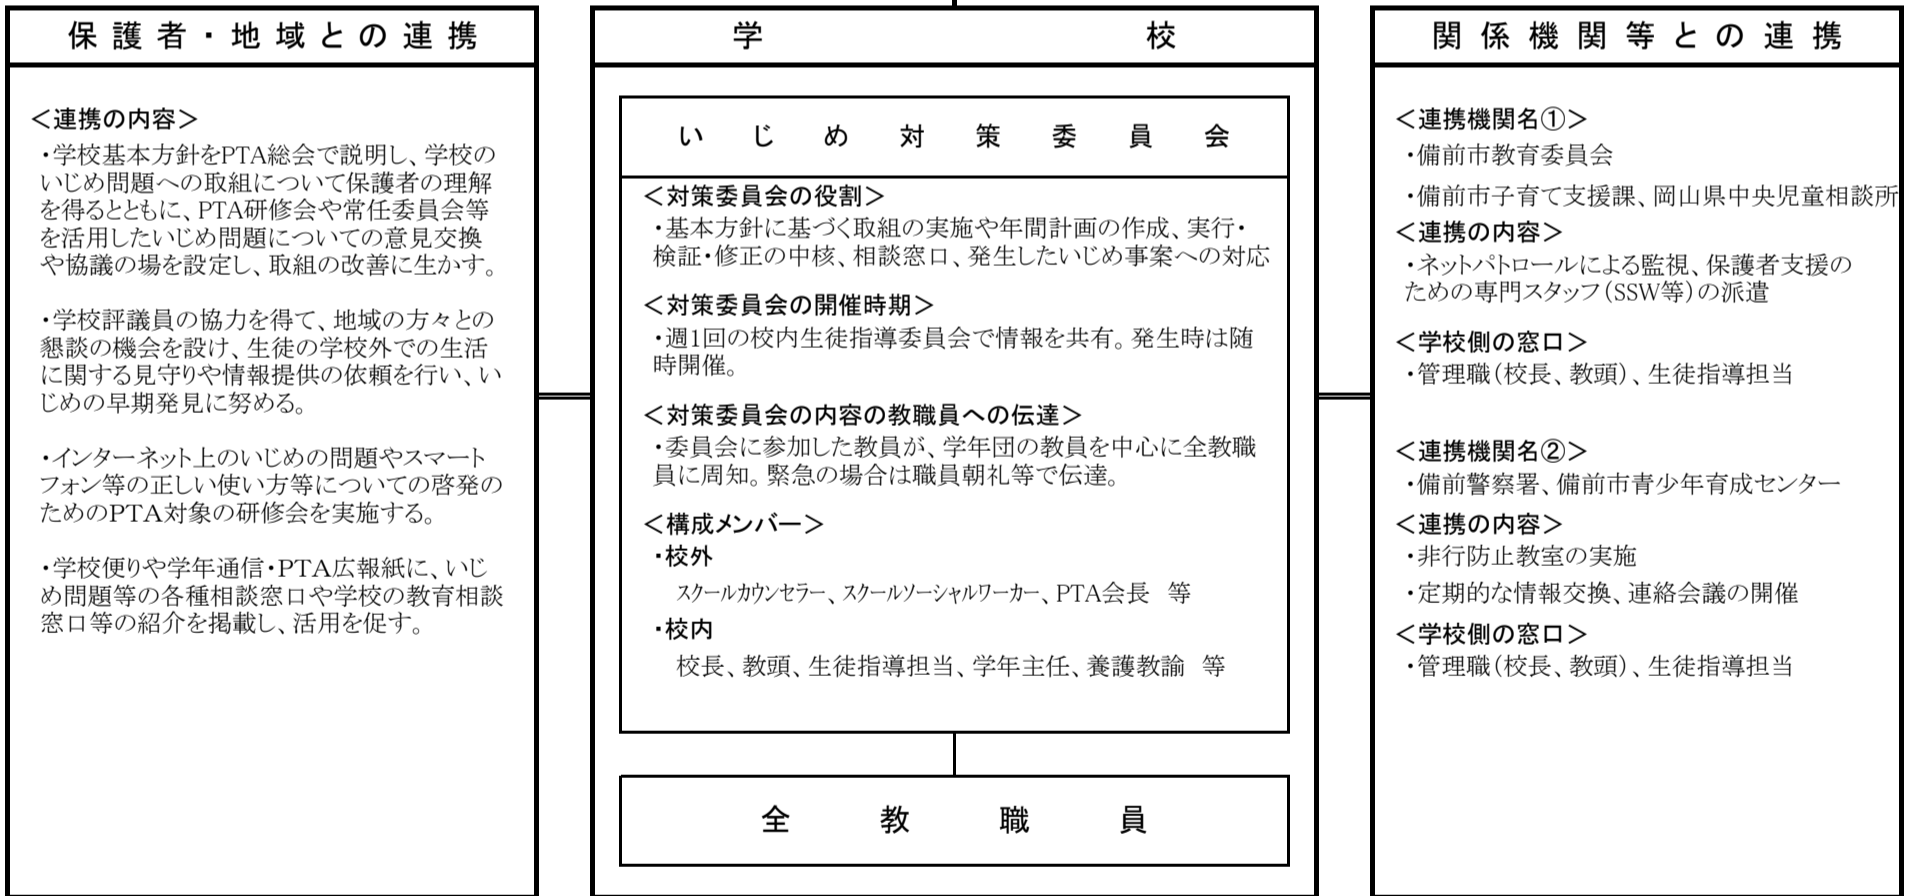 保護者・地域との連携
＜連携の内容＞
・学校基本方針をPTA総会で説明し、学校の
いじめ問題への取組について保護者の理解
を得るとともに、PTA研修会や常任委員会等
を活用したいじめ問題についての意見交換
や協議の場を設定し、取組の改善に生かす。
・学校評議員の協力を得て、地域の方々との
懇談の機会を設け、生徒の学校外での生活
に関する見守りや情報提供の依頼を行い、い
じめの早期発見に努める。
・インターネット上のいじめの問題やスマート
フォン等の正しい使い方等についての啓発の
ためのPTA対象の研修会を実施する。
・学校便りや学年通信・PTA広報紙に、いじ
め問題等の各種相談窓口や学校の教育相談
窓口等の紹介を掲載し、活用を促す。
学校
いじめ対策委員会
＜対策委員会の役割＞
・基本方針に基づく取組の実施や年間計画の作成、実行・
検証・修正の中核、相談窓口、発生したいじめ事案への対応
＜対策委員会の開催時期＞
・週1回の校内生徒指導委員会で情報を共有。発生時は随
時開催。
＜対策委員会の内容の教職員への伝達＞
・委員会に参加した教員が、学年団の教員を中心に全教職
員に周知。緊急の場合は職員朝礼等で伝達。
＜構成メンバー＞
・校外
スクールカウンセラー、スクールソーシャルワーカー、PTA会長　等
・校内
校長、教頭、生徒指導担当、学年主任、養護教諭　等
全教職員
関係機関等との連携
＜連携機関名①＞
・備前市教育委員会
・備前市子育て支援課、岡山県中央児童相談所
＜連携の内容＞
・ネットパトロールによる監視、保護者支援の
ための専門スタッフ（SSW等）の派遣
＜学校側の窓口＞
・管理職（校長、教頭）、生徒指導担当
＜連携機関名②＞
・備前警察署、備前市青少年育成センター
＜連携の内容＞
・非行防止教室の実施
・定期的な情報交換、連絡会議の開催
＜学校側の窓口＞
・管理職（校長、教頭）、生徒指導担当